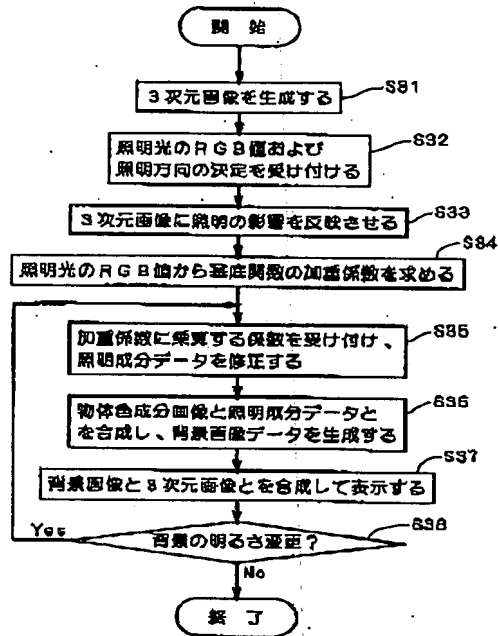 開 始
3次元画像を生成する
S31
照明光のRGB値および
照明方向の決定を受け付ける
S32
3次元画像に照明の影響を反映させる
S33
照明光のRGB値から基底関数の加重係数を求める
S34
加重係数に乗算する係数を受け付け、
照明成分データを修正する
S35
物体色成分画像と照明成分データと
を合成し、背景画像データを生成する
S36
背景画像と3次元画像とを合成して表示する
S37
背景の明るさ変更?
S38
Yes
No
終 了